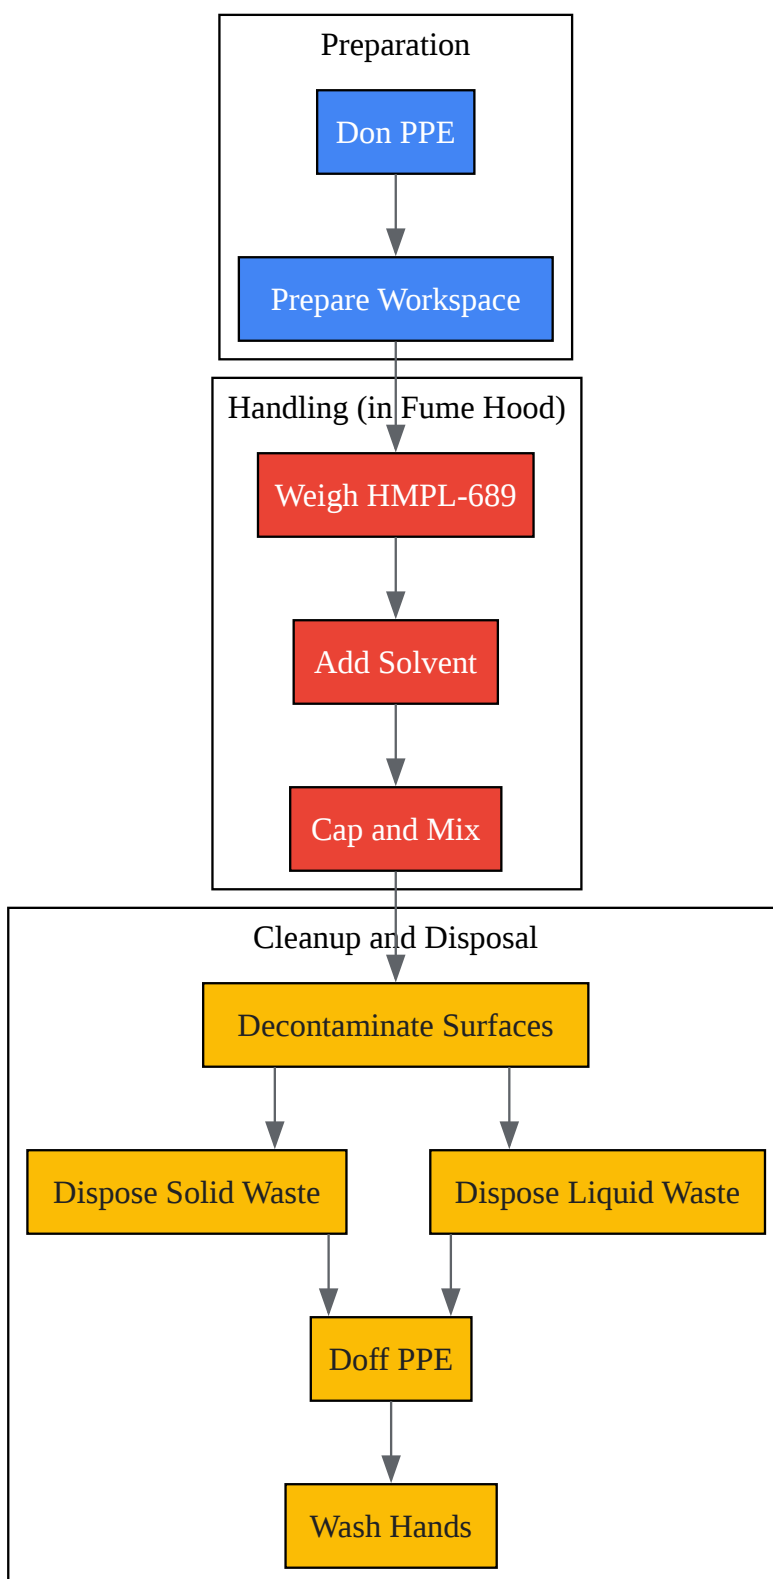 Preparation
Don PPE
Prepare Workspace
Handling (in Fume Hood)
Weigh HMPL-689
Add Solvent
Cap and Mix
Cleanup and Disposal
Decontaminate Surfaces
Dispose Solid Waste
Dispose Liquid Waste
Doff PPE
Wash Hands